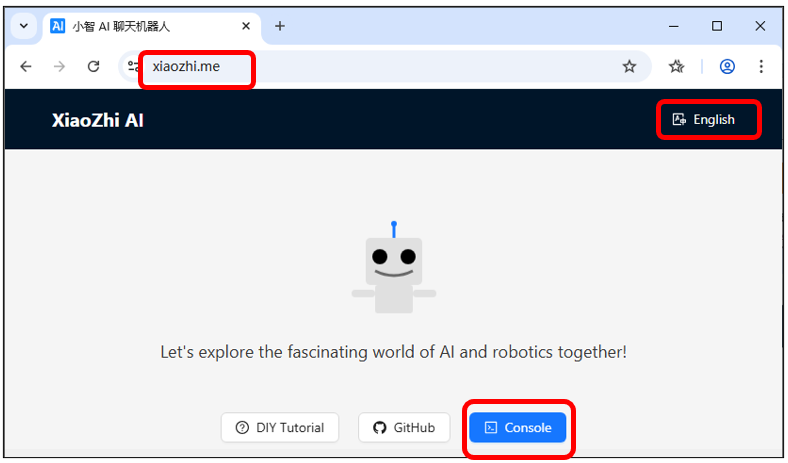 小智 AI 聊天机器人
xiaozhi.me
XiaoZhi AI
English
Let's explore the fascinating world of AI and robotics together!
DIY Tutorial
GitHub
Console